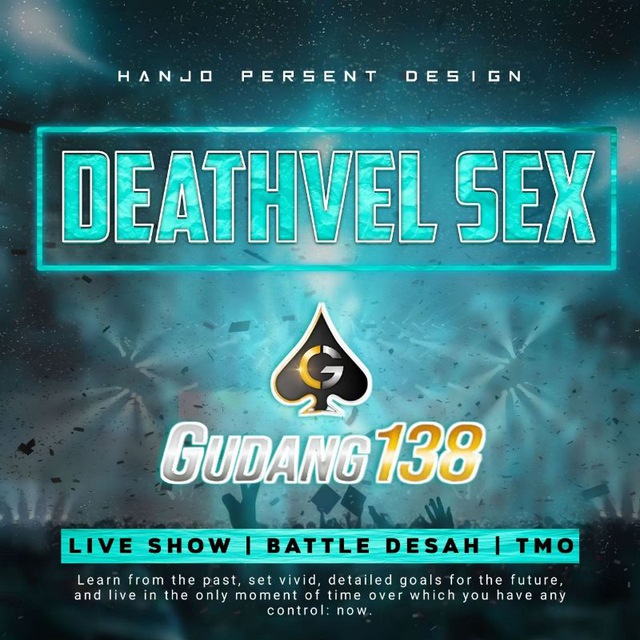 HANJO PERSENT DESIGN
DEATHVEL SEX
G
GUDANG138
LIVE SHOW | BATTLE DESAH | TMO
Learn from the past, set vivid, detailed goals for the future,
and live in the only moment of time over which you have any
control: now.